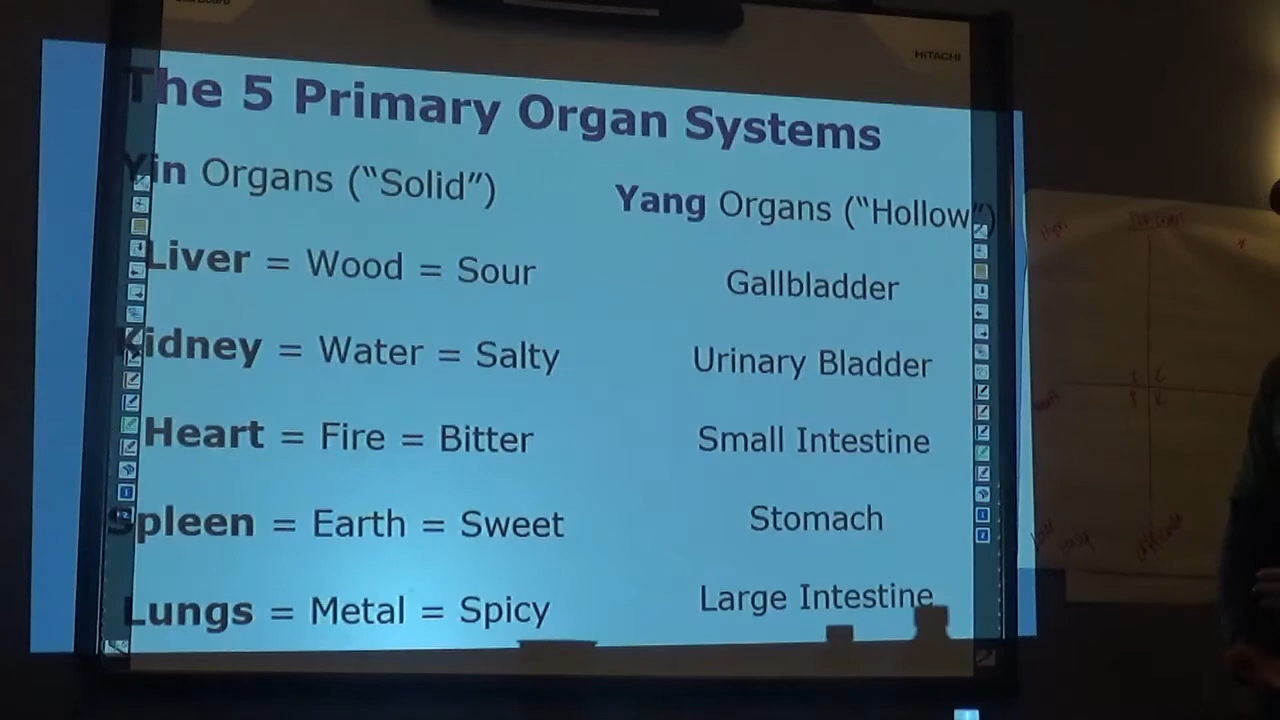 HITACHI
The 5 Primary Organ Systems
Yin Organs (“Solid”)
Yang Organs (“Hollow”)
Liver = Wood = Sour
Gallbladder
Kidney = Water = Salty
Urinary Bladder
Heart = Fire = Bitter
Small Intestine
Spleen = Earth = Sweet
Stomach
Lungs = Metal = Spicy
Large Intestine